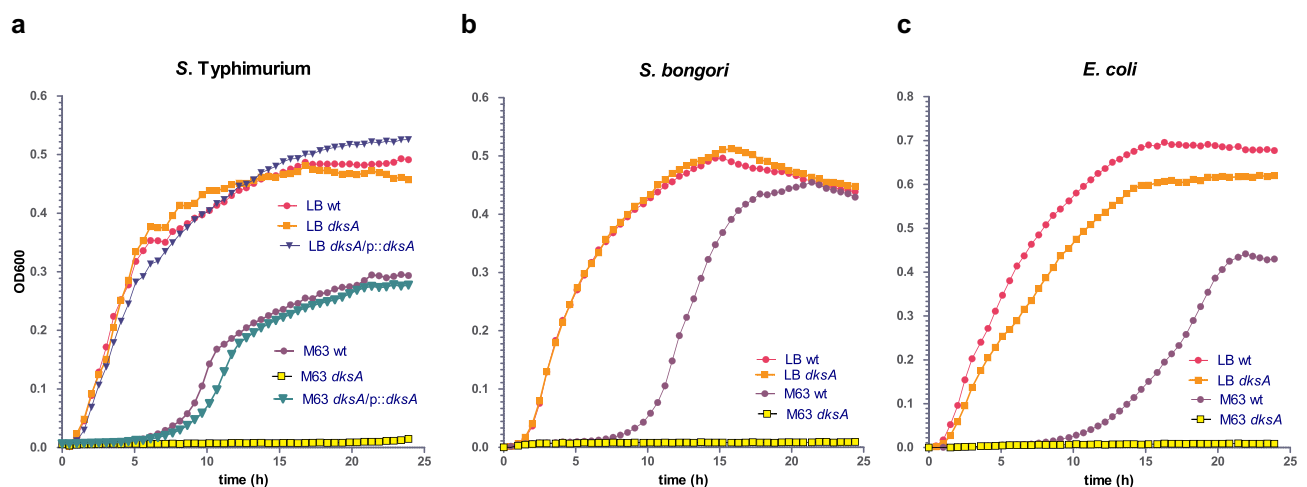 a
S. Typhimurium
OD600
0.6
0.5
0.4
0.3
0.2
0.1
0.0
LB wt
LB dksA
LB dksA/p::dksA
M63 wt
M63 dksA
M63 dksA/p::dksA
0
5
10
15
20
25
time (h)
b
S. bongori
0.6
0.5
0.4
0.3
0.2
0.1
0.0
LB wt
LB dksA
M63 wt
M63 dksA
0
5
10
15
20
25
time (h)
c
E. coli
0.8
0.7
0.6
0.5
0.4
0.3
0.2
0.1
0.0
LB wt
LB dksA
M63 wt
M63 dksA
0
5
10
15
20
25
time (h)